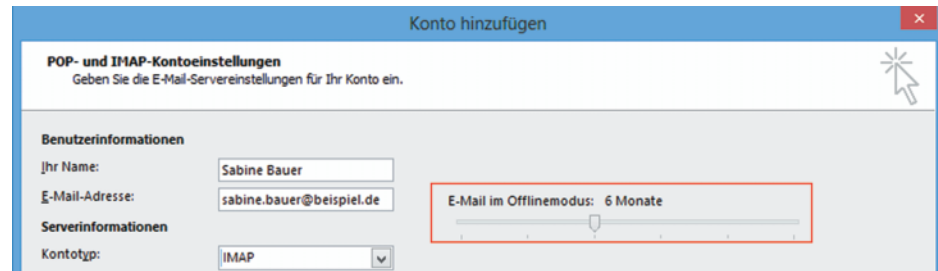 Konto hinzufügen
POP- und IMAP-Kontoeinstellungen
Geben Sie die E-Mail-Servereinstellungen für Ihr Konto ein.
Benutzerinformationen
Ihr Name:
Sabine Bauer
E-Mail-Adresse:
sabine.bauer@beispiel.de
E-Mail im Offlinemodus: 6 Monate
Serverinformationen
Kontotyp:
IMAP